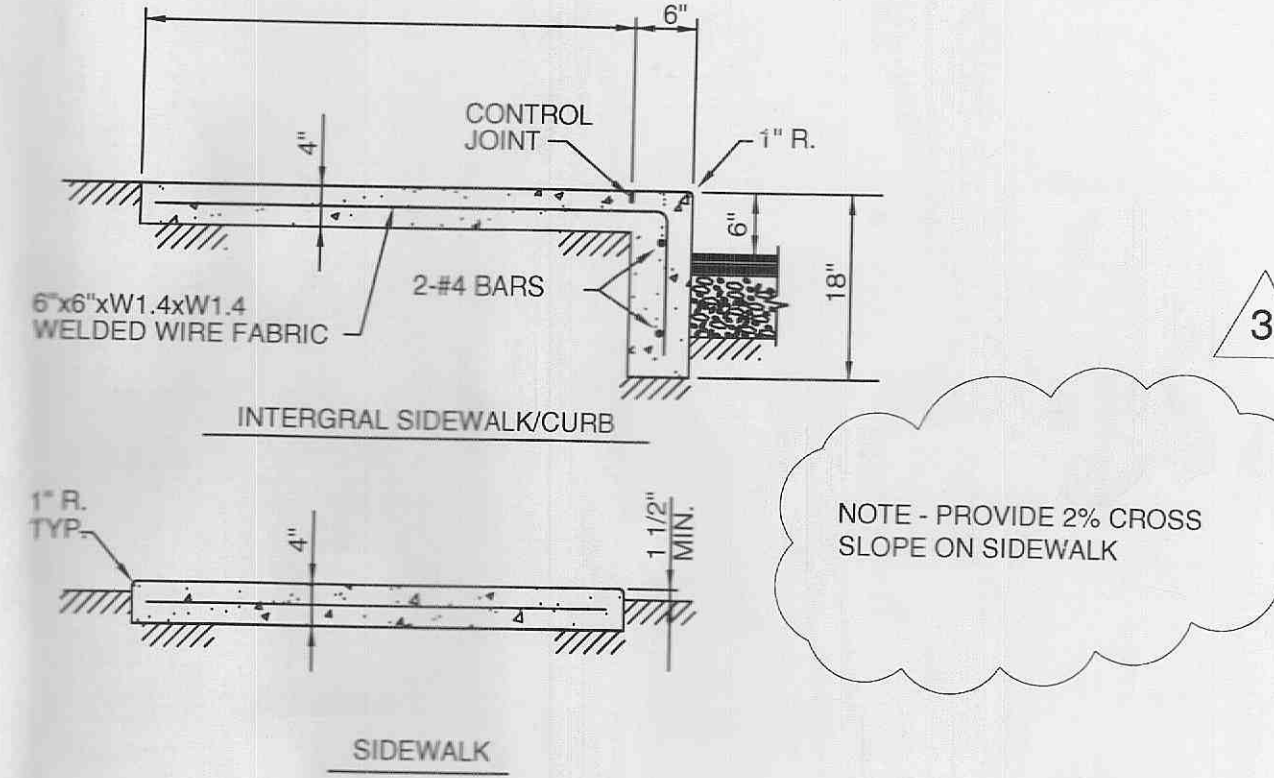 6"
CONTROL
JOINT
1" R.
4"
6"
18"
2-#4 BARS
6"x6"xW1.4xW1.4
WELDED WIRE FABRIC
3
INTERGRAL SIDEWALK/CURB
1" R.
TYP.
4"
1 1/2"
MIN.
NOTE - PROVIDE 2% CROSS
SLOPE ON SIDEWALK
SIDEWALK